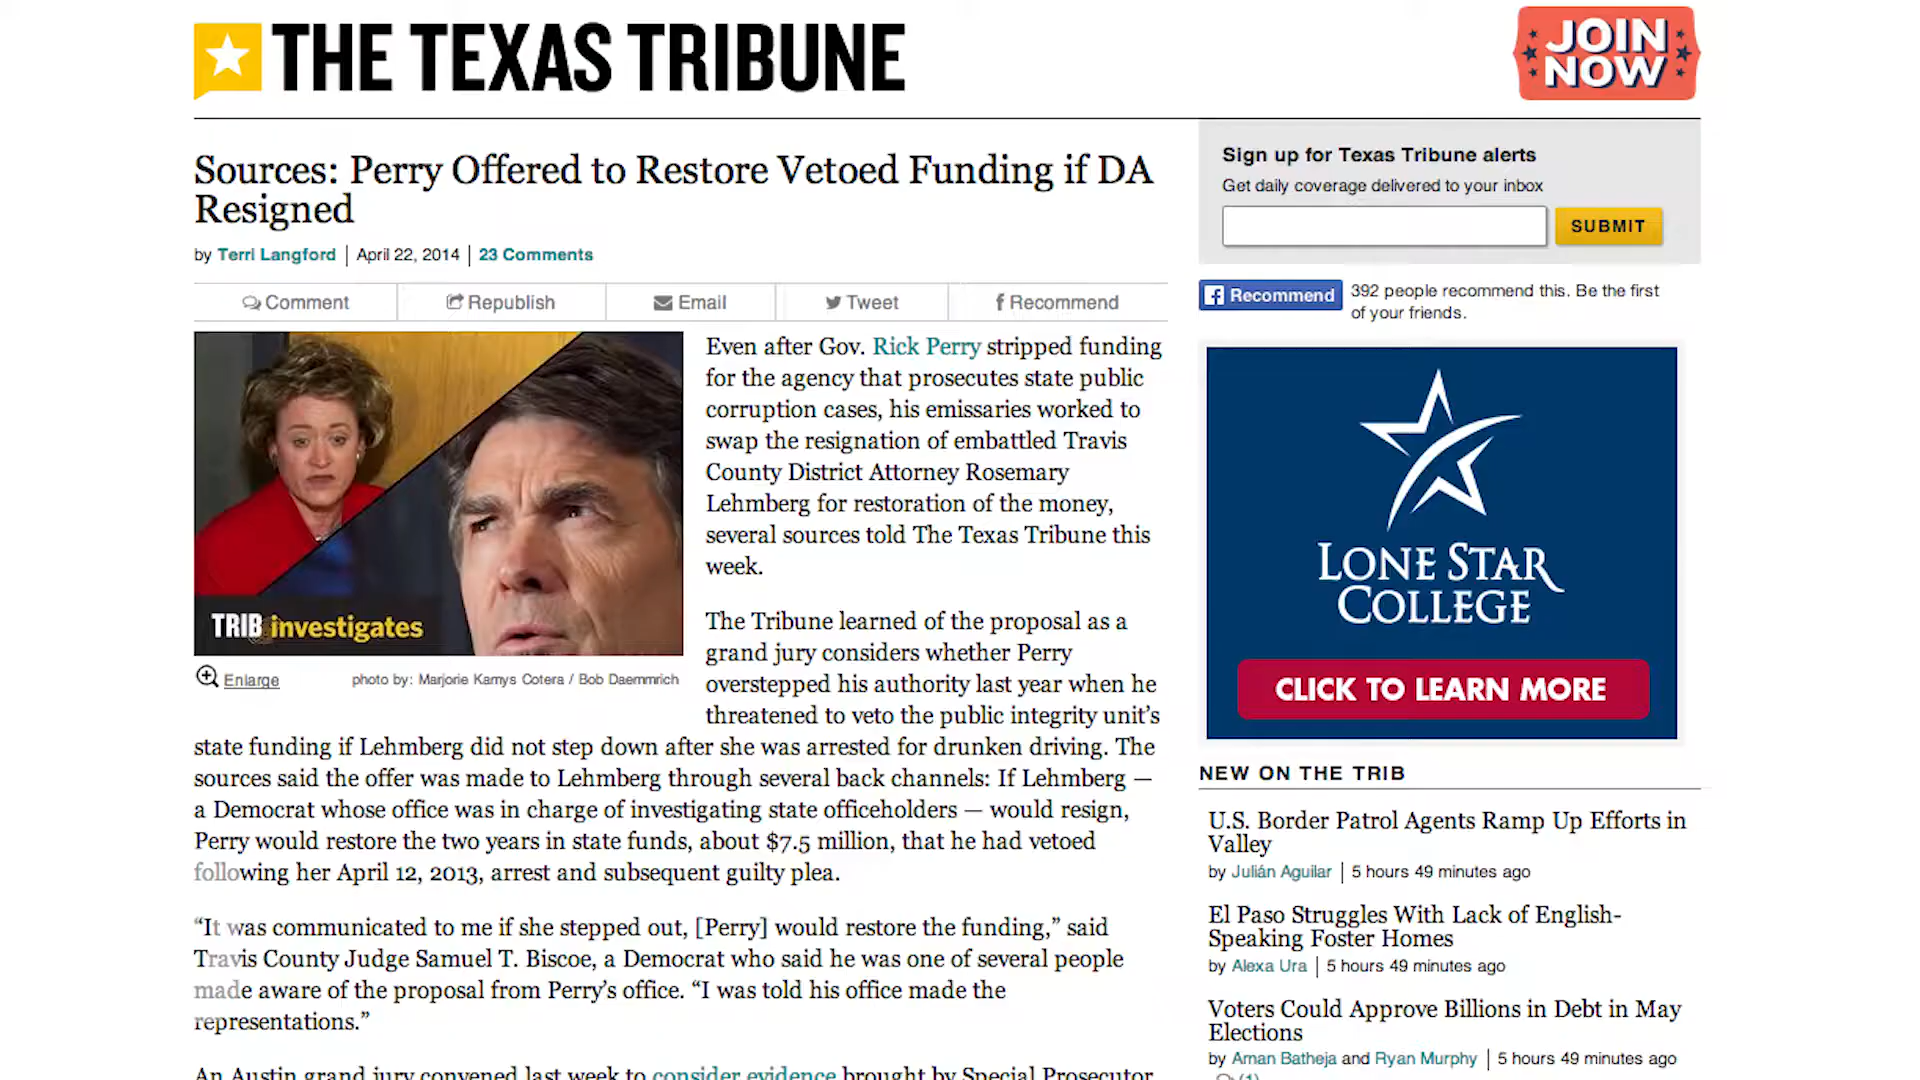 THE TEXAS TRIBUNE
JOIN NOW
Sources: Perry Offered to Restore Vetoed Funding if DA
Resigned
by Terri Langford | April 22, 2014 | 23 Comments
Comment
Republish
Email
Tweet
Recommend
TRIB investigates
Enlarge
photo by: Marjorie Kamys Cotera / Bob Daemmrich
Even after Gov. Rick Perry stripped funding
for the agency that prosecutes state public
corruption cases, his emissaries worked to
swap the resignation of embattled Travis
County District Attorney Rosemary
Lehmberg for restoration of the money,
several sources told The Texas Tribune this
week.
The Tribune learned of the proposal as a
grand jury considers whether Perry
overstepped his authority last year when he
threatened to veto the public integrity unit’s
state funding if Lehmberg did not step down after she was arrested for drunken driving. The
sources said the offer was made to Lehmberg through several back channels: If Lehmberg —
a Democrat whose office was in charge of investigating state officeholders — would resign,
Perry would restore the two years in state funds, about $7.5 million, that he had vetoed
following her April 12, 2013, arrest and subsequent guilty plea.
“It was communicated to me if she stepped out, [Perry] would restore the funding,” said
Travis County Judge Samuel T. Biscoe, a Democrat who said he was one of several people
made aware of the proposal from Perry’s office. “I was told his office made the
representations.”
An Austin grand jury convened last week to consider evidence brought by Special Prosecutor
Sign up for Texas Tribune alerts
Get daily coverage delivered to your inbox
SUBMIT
Recommend
392 people recommend this. Be the first
of your friends.
LONE STAR
COLLEGE
CLICK TO LEARN MORE
NEW ON THE TRIB
U.S. Border Patrol Agents Ramp Up Efforts in
Valley
by Julián Aguilar | 5 hours 49 minutes ago
El Paso Struggles With Lack of English-
Speaking Foster Homes
by Alexa Ura | 5 hours 49 minutes ago
Voters Could Approve Billions in Debt in May
Elections
by Aman Batheja and Ryan Murphy | 5 hours 49 minutes ago
(1)